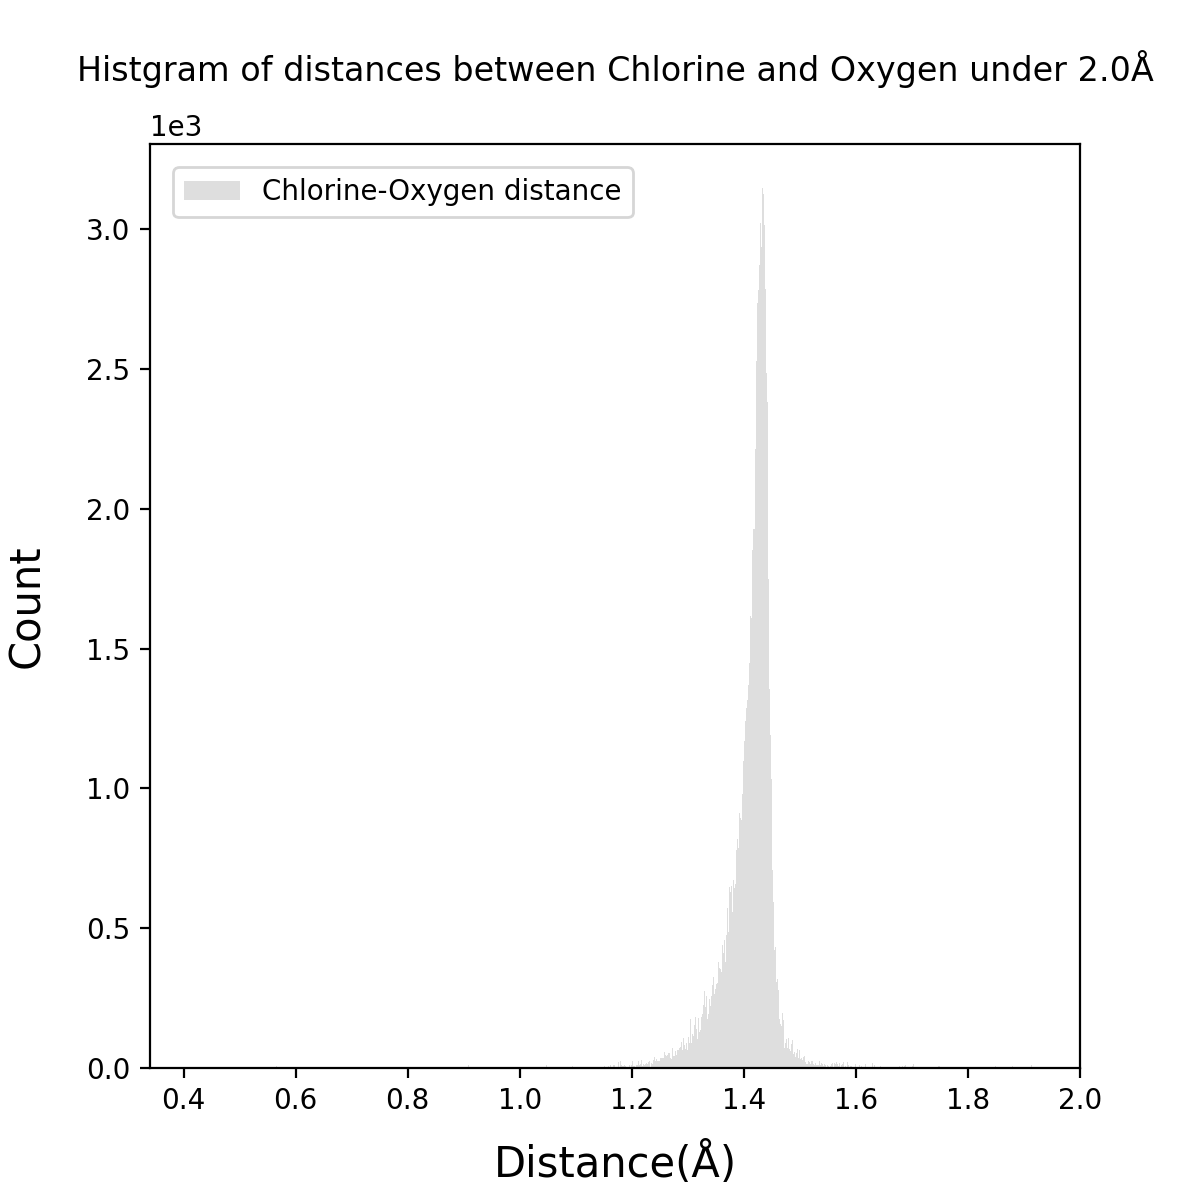 Histgram of distances between Chlorine and Oxygen under 2.0Å
1e3
Chlorine-Oxygen distance
3.0
2.5
2.0
1.5
1.0
0.5
0.0
Count
0.4 0.6 0.8 1.0 1.2 1.4 1.6 1.8 2.0
Distance(Å)